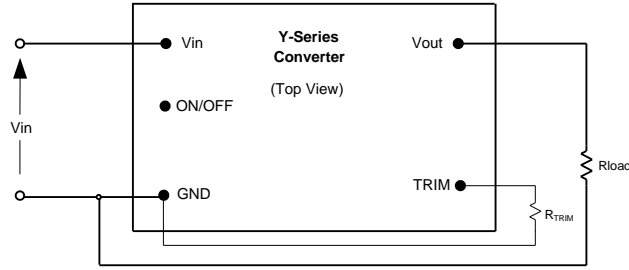 Y-Series
Converter
(Top View)
Vin
Vout
ON/OFF
Vin
TRIM
GND
Rload
RTRIM